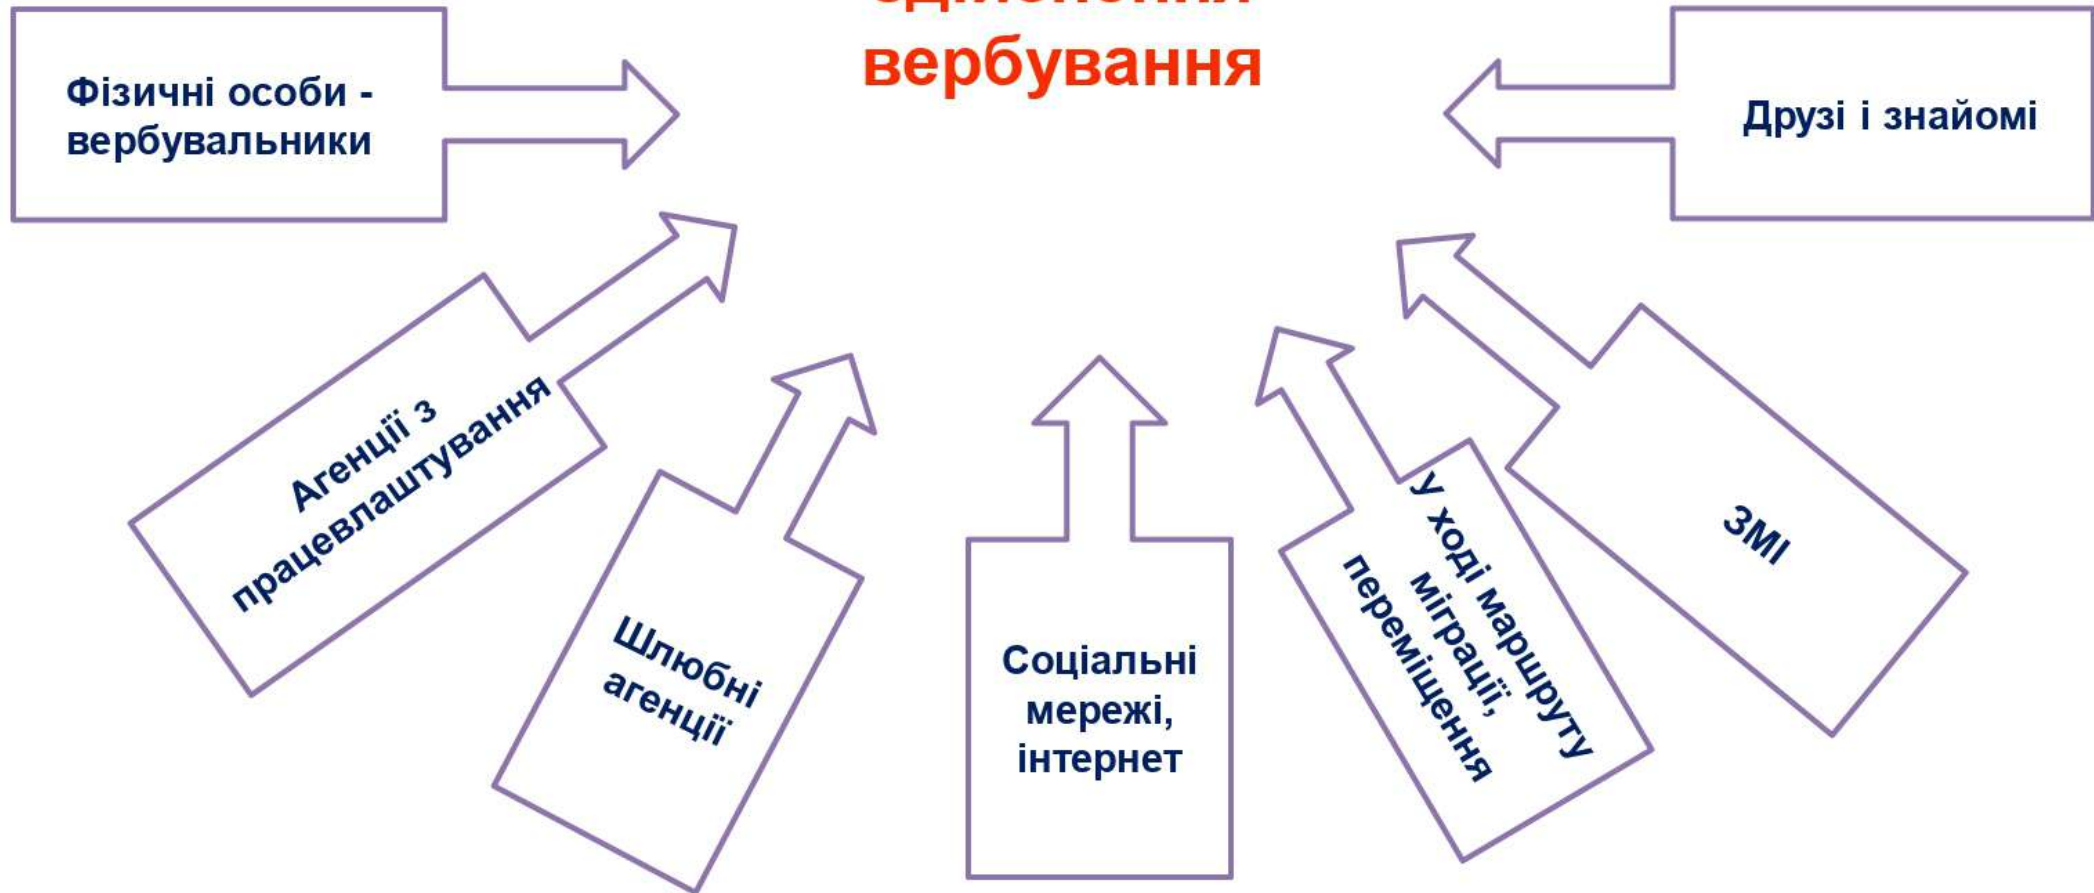 вербування
Фізичні особи -
вербувальники
Друзі і знайомі
Агенції з
працевлаштування
Шлюбні
агенції
Соціальні
мережі,
інтернет
У ході маршруту
міграції,
переміщення
ЗМІ